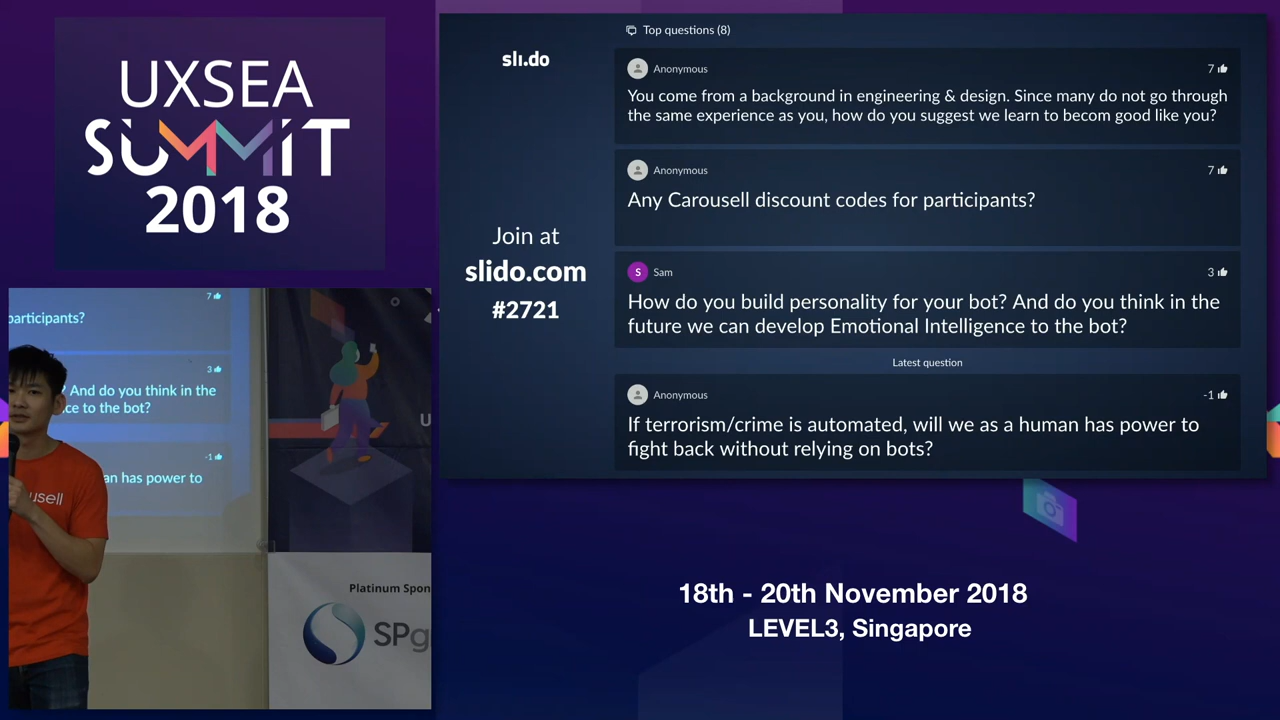 UXSEA
SUMMIT
2018
sli.do
Join at
slido.com
#2721
Top questions (8)
Anonymous
7
You come from a background in engineering & design. Since many do not go through
the same experience as you, how do you suggest we learn to becom good like you?
Anonymous
7
Any Carousell discount codes for participants?
S
Sam
3
How do you build personality for your bot? And do you think in the
future we can develop Emotional Intelligence to the bot?
Latest question
Anonymous
-1
If terrorism/crime is automated, will we as a human has power to
fight back without relying on bots?
7
participants?
3
? And do you think in the
ce to the bot?
-1
an has power to
usell
U
Platinum Spon
SPg
18th - 20th November 2018
LEVEL3, Singapore